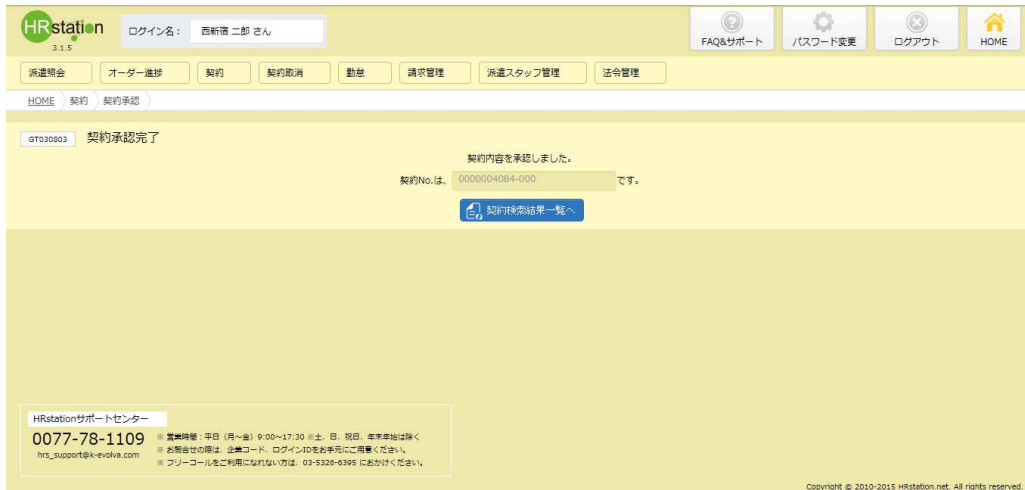 HRstation
3.1.5
ログイン名： 西新宿 二郎 さん
FAQ&サポート パスワード変更 ログアウト HOME
派遣照会 オーダー進捗 契約 契約取消 勤怠 請求管理 派遣スタッフ管理 法令管理
HOME 契約 契約承認
GT030803 契約承認完了
契約内容を承認しました。
契約No.は、 0000004084-000 です。
契約検索結果一覧へ
HRstationサポートセンター
0077-78-1109
hrs_support@k-evolva.com
※ 営業時間：平日（月～金）9:00～17:30 ※土、日、祝日、年末年始は除く
※ お問合せの際は、企業コード、ログインIDをお手元にご用意ください。
※ フリーコールをご利用になれない方は、03-5326-6395 におかけください。
Copyright © 2010-2015 HRstation.net. All rights reserved.